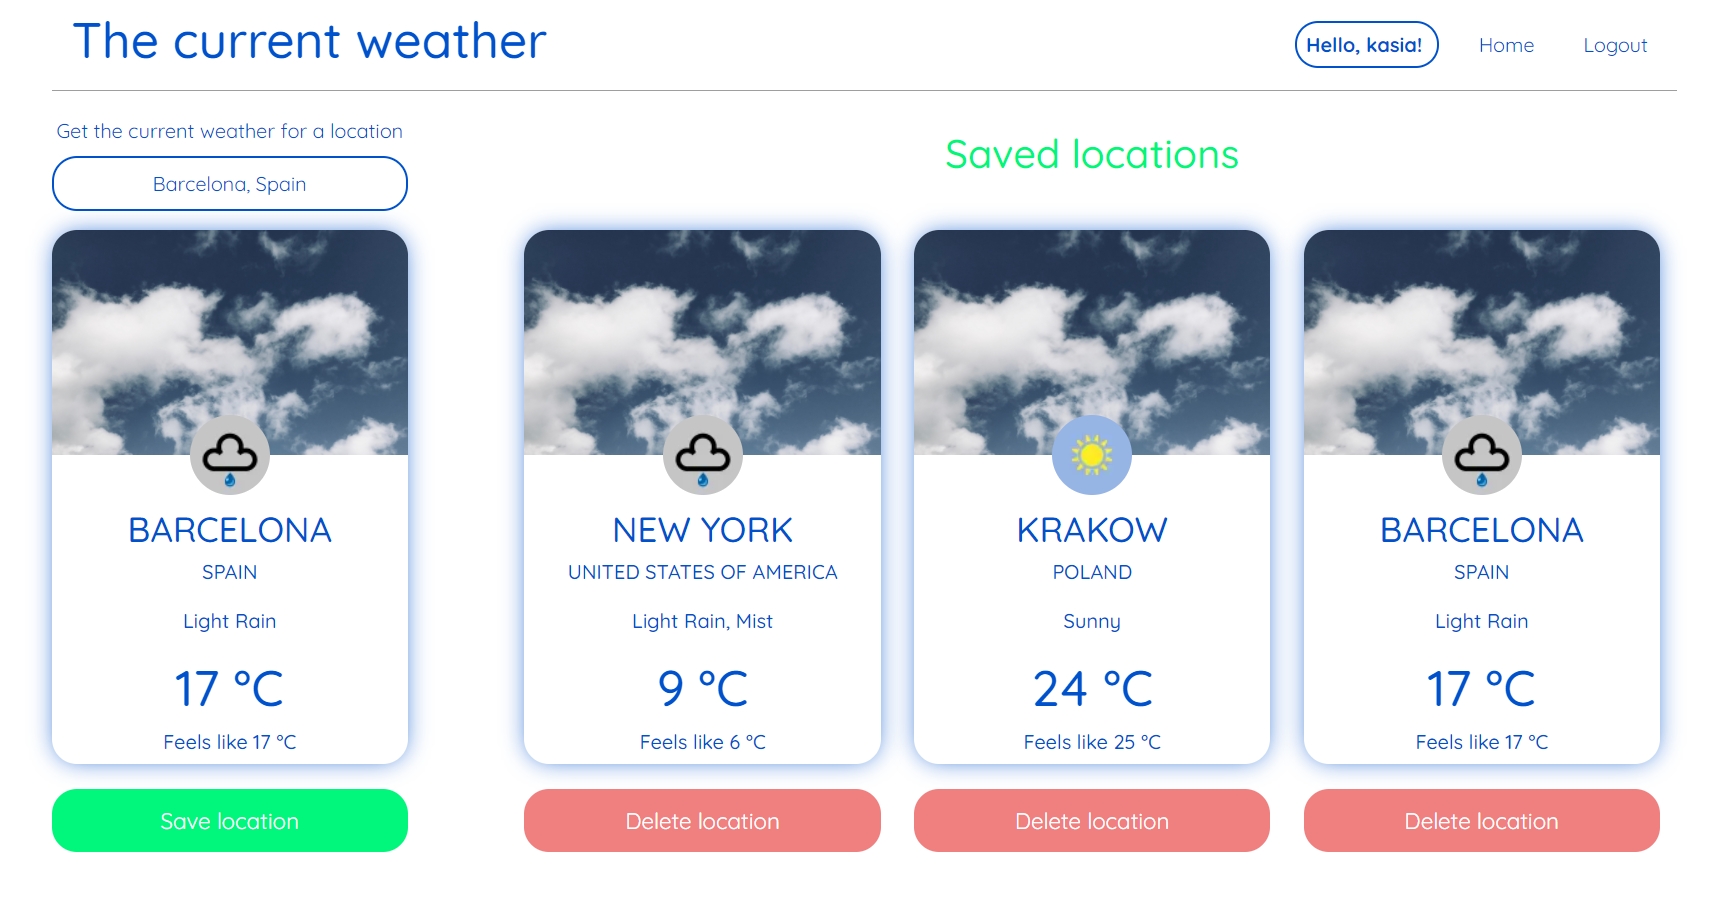 The current weather
Hello, kasia!
Home
Logout
Get the current weather for a location
Barcelona, Spain
BARCELONA
SPAIN
Light Rain
17 °C
Feels like 17 °C
Save location
Saved locations
NEW YORK
UNITED STATES OF AMERICA
Light Rain, Mist
9 °C
Feels like 6 °C
Delete location
KRAKOW
POLAND
Sunny
24 °C
Feels like 25 °C
Delete location
BARCELONA
SPAIN
Light Rain
17 °C
Feels like 17 °C
Delete location